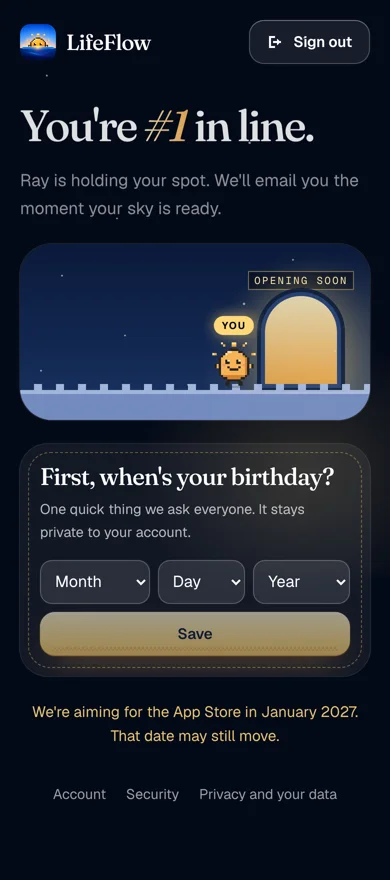 LifeFlow
Sign out
You're #1 in line.
Ray is holding your spot. We'll email you the
moment your sky is ready.
OPENING SOON
YOU
First, when's your birthday?
One quick thing we ask everyone. It stays
private to your account.
Month Day Year
Save
We're aiming for the App Store in January 2027.
That date may still move.
Account Security Privacy and your data